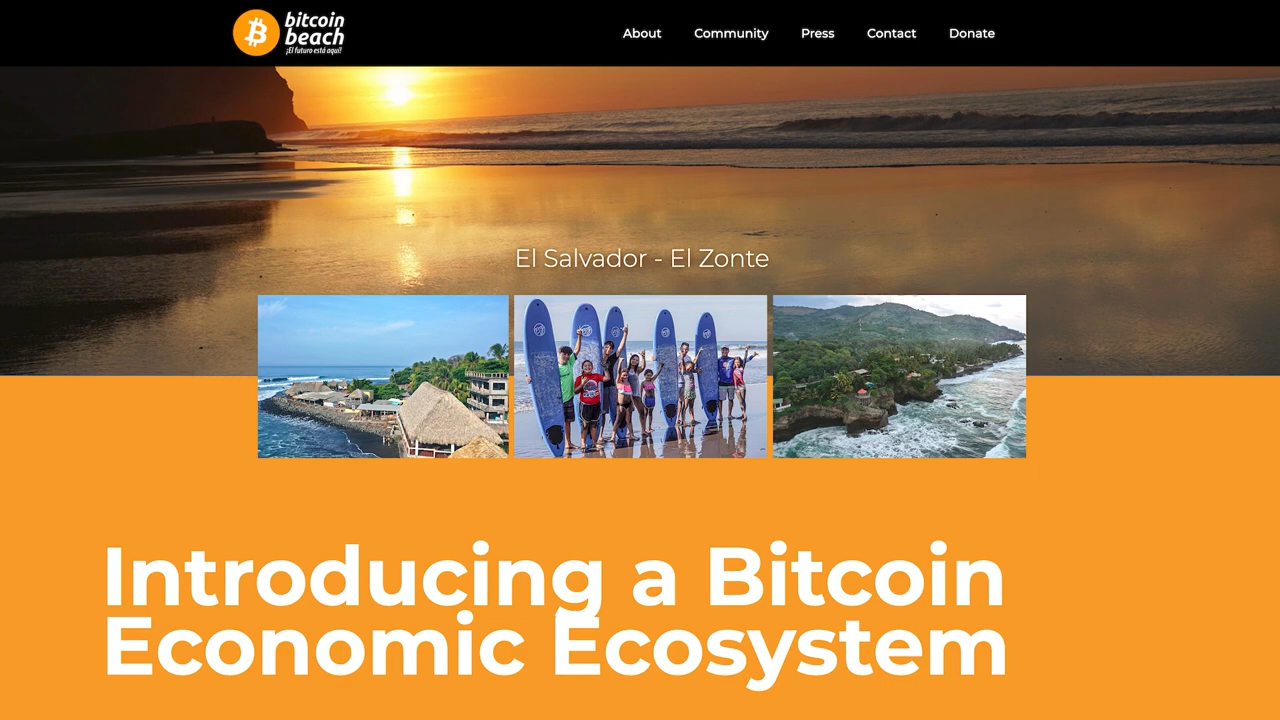 bitcoin
beach
¡El futuro está aquí!
About
Community
Press
Contact
Donate
El Salvador - El Zonte
Introducing a Bitcoin
Economic Ecosystem